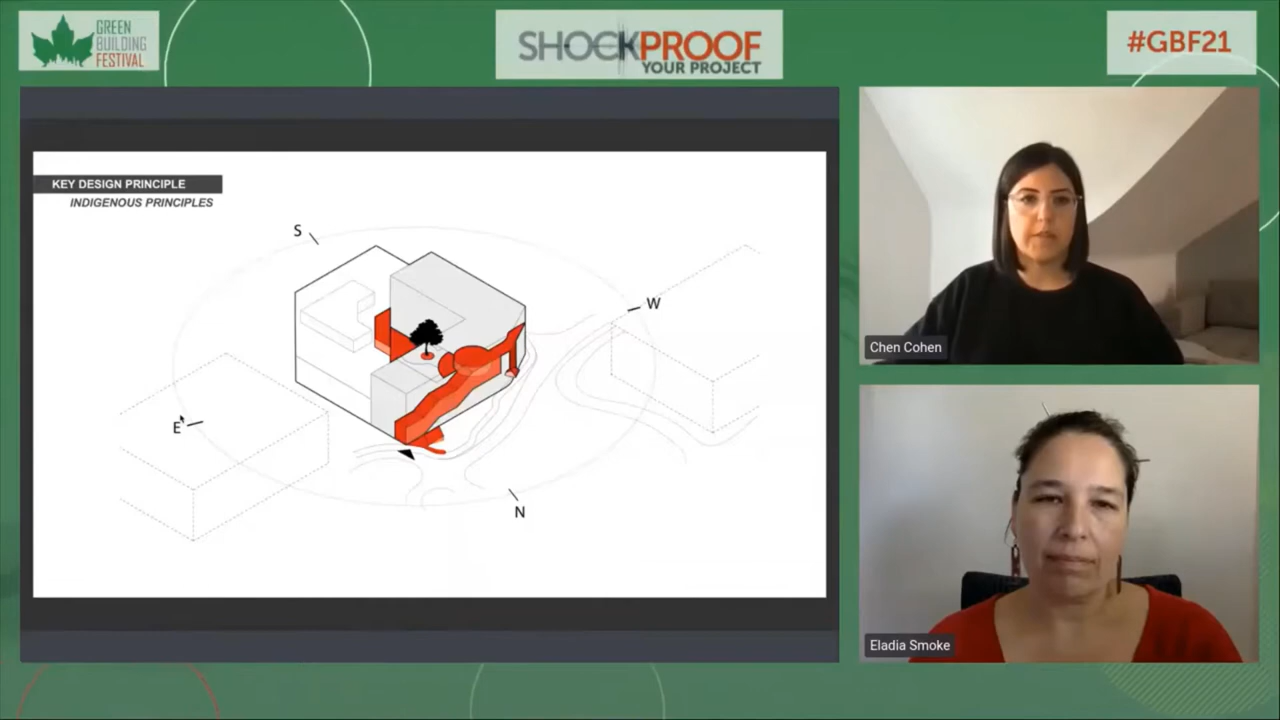 GREEN
BUILDING
FESTIVAL
SHOCKPROOF
YOUR PROJECT
#GBF21
KEY DESIGN PRINCIPLE
INDIGENOUS PRINCIPLES
S
W
E
N
Chen Cohen
Eladia Smoke